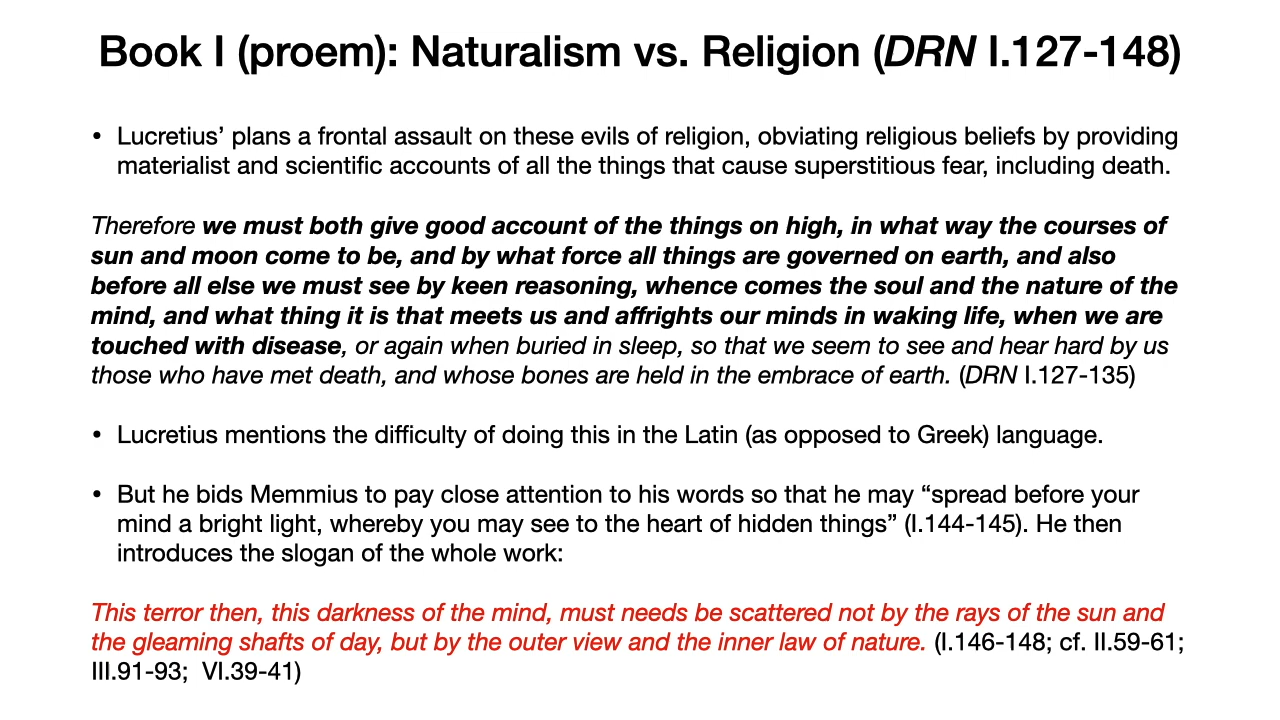 Book I (proem): Naturalism vs. Religion (DRN I.127-148)
• Lucretius’ plans a frontal assault on these evils of religion, obviating religious beliefs by providing
materialist and scientific accounts of all the things that cause superstitious fear, including death.
Therefore we must both give good account of the things on high, in what way the courses of
sun and moon come to be, and by what force all things are governed on earth, and also
before all else we must see by keen reasoning, whence comes the soul and the nature of the
mind, and what thing it is that meets us and affrights our minds in waking life, when we are
touched with disease, or again when buried in sleep, so that we seem to see and hear hard by us
those who have met death, and whose bones are held in the embrace of earth. (DRN I.127-135)
• Lucretius mentions the difficulty of doing this in the Latin (as opposed to Greek) language.
• But he bids Memmius to pay close attention to his words so that he may “spread before your
mind a bright light, whereby you may see to the heart of hidden things” (I.144-145). He then
introduces the slogan of the whole work:
This terror then, this darkness of the mind, must needs be scattered not by the rays of the sun and
the gleaming shafts of day, but by the outer view and the inner law of nature. (I.146-148; cf. II.59-61;
III.91-93; VI.39-41)